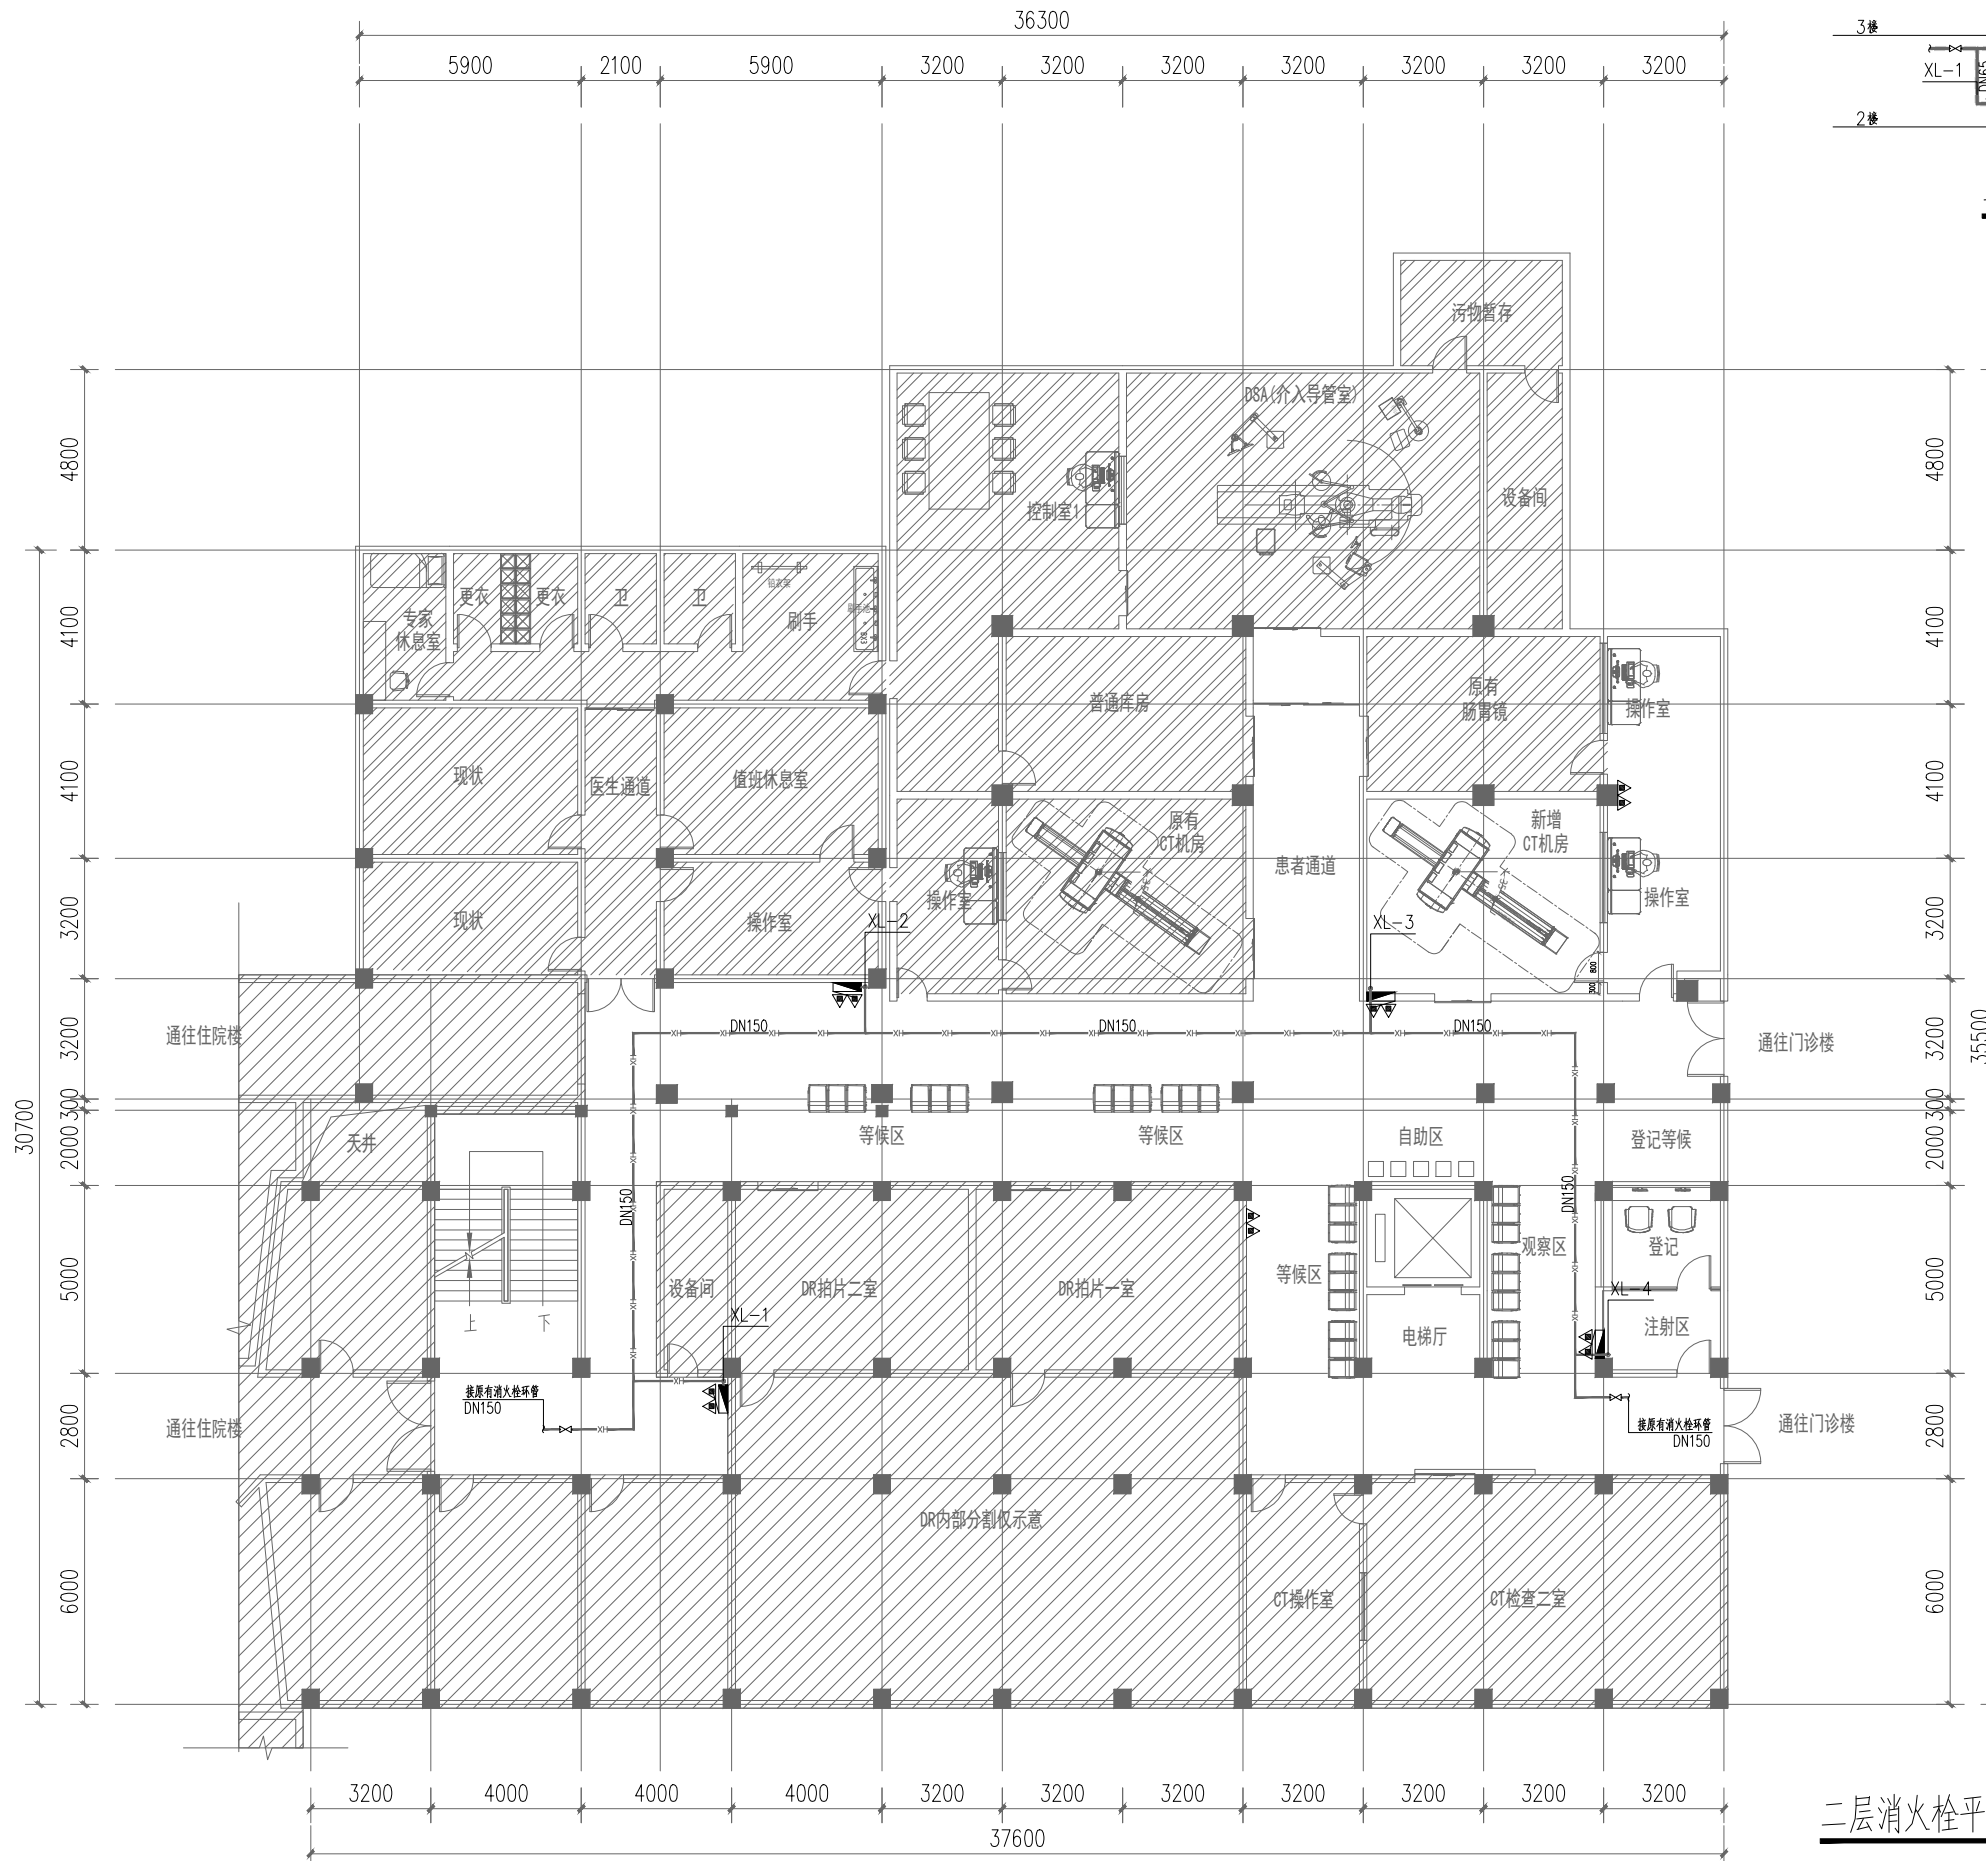 36300
5900
2100
5900
3200
3200
3200
3200
3200
3200
3200
3楼
XL-1
DN65
2楼
污物暂存
DSA(介入导管室)
控制室1
设备间
4800
4800
4100
4100
4100
4100
3200
3200
3200
3200
300
300
2000
2000
5000
5000
2800
2800
6000
6000
30700
35500
专家
休息室
更衣
更衣
卫
卫
铅衣架
刷手
刷手池
普通库房
原有
肠胃镜
操作室
现状
医生通道
值班休息室
原有
CT机房
新增
CT机房
患者通道
操作室
操作室
现状
操作室
XL-2
XL-3
800
300
通往住院楼
DN150
DN150
DN150
通往门诊楼
天井
等候区
等候区
自助区
登记等候
DN150
DN150
设备间
DR拍片二室
DR拍片一室
等候区
观察区
登记
XL-1
XL-4
上
下
电梯厅
注射区
接原有消火栓环管
DN150
通往住院楼
接原有消火栓环管
DN150
通往门诊楼
DR内部分割仅示意
CT操作室
CT检查二室
3200
4000
4000
4000
3200
3200
3200
3200
3200
3200
3200
37600
二层消火栓平